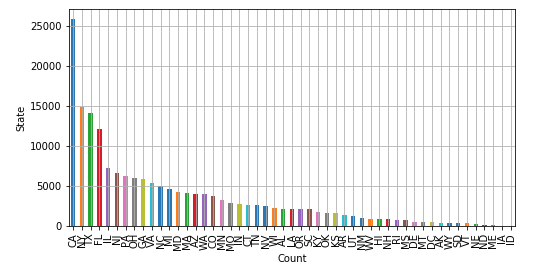 25000
20000
15000
10000
5000
0
State
CA
NY
TX
FL
IL
NJ
PA
OH
GA
VA
NC
MI
MD
MA
AZ
WA
CO
MN
MO
IN
CT
TN
NV
WI
AL
LA
OR
SC
KY
OK
KS
AR
UT
NM
WV
HI
NH
RI
MS
DE
MT
DC
AK
WY
SD
VT
NE
ND
ME
IA
ID
Count